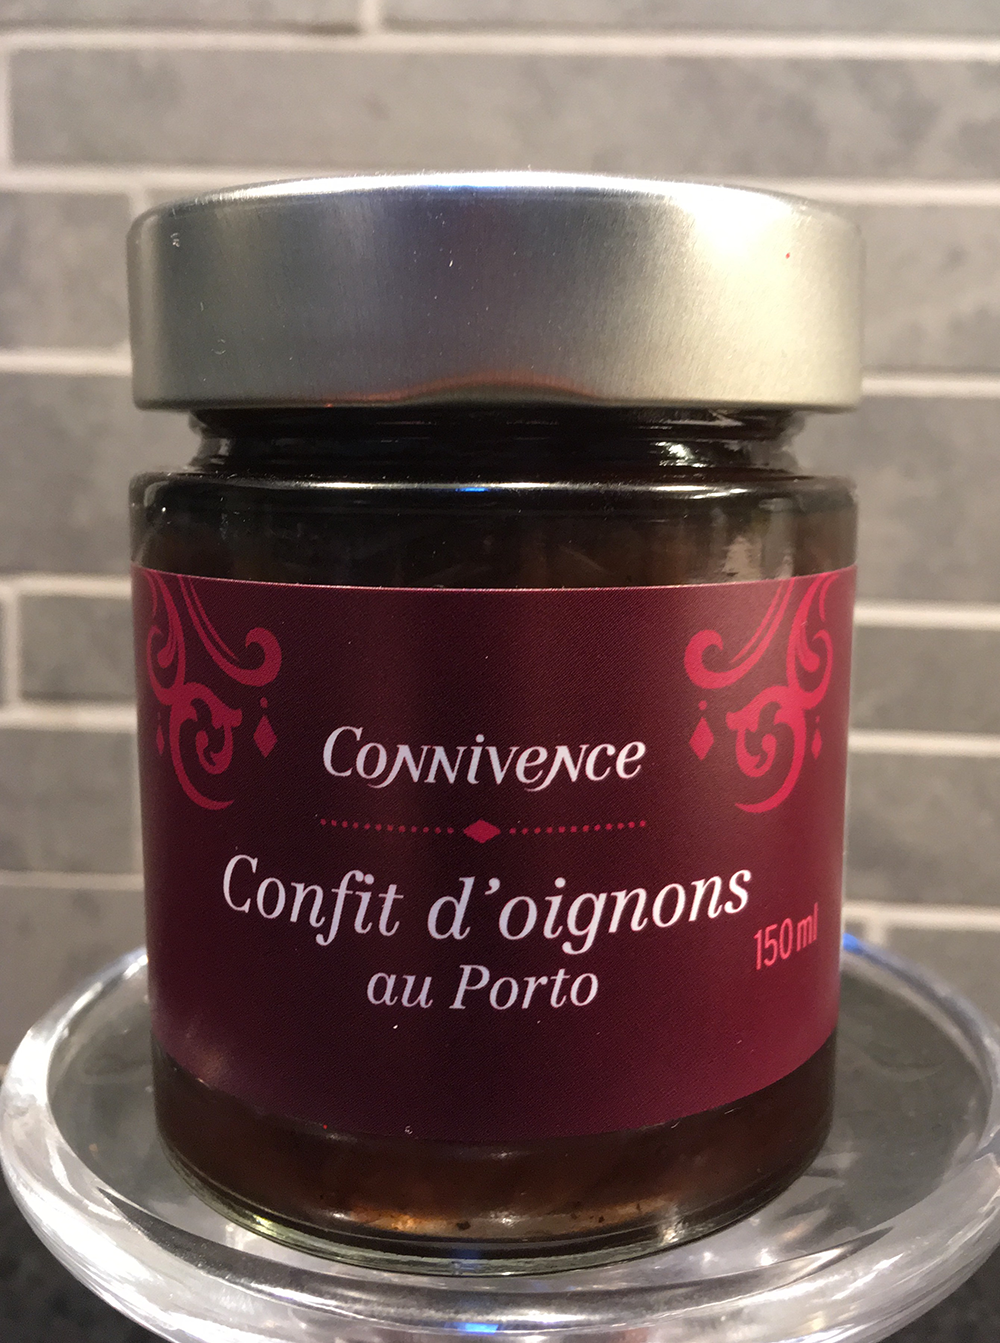 Connivence
Confit d'oignons
au Porto
150 ml